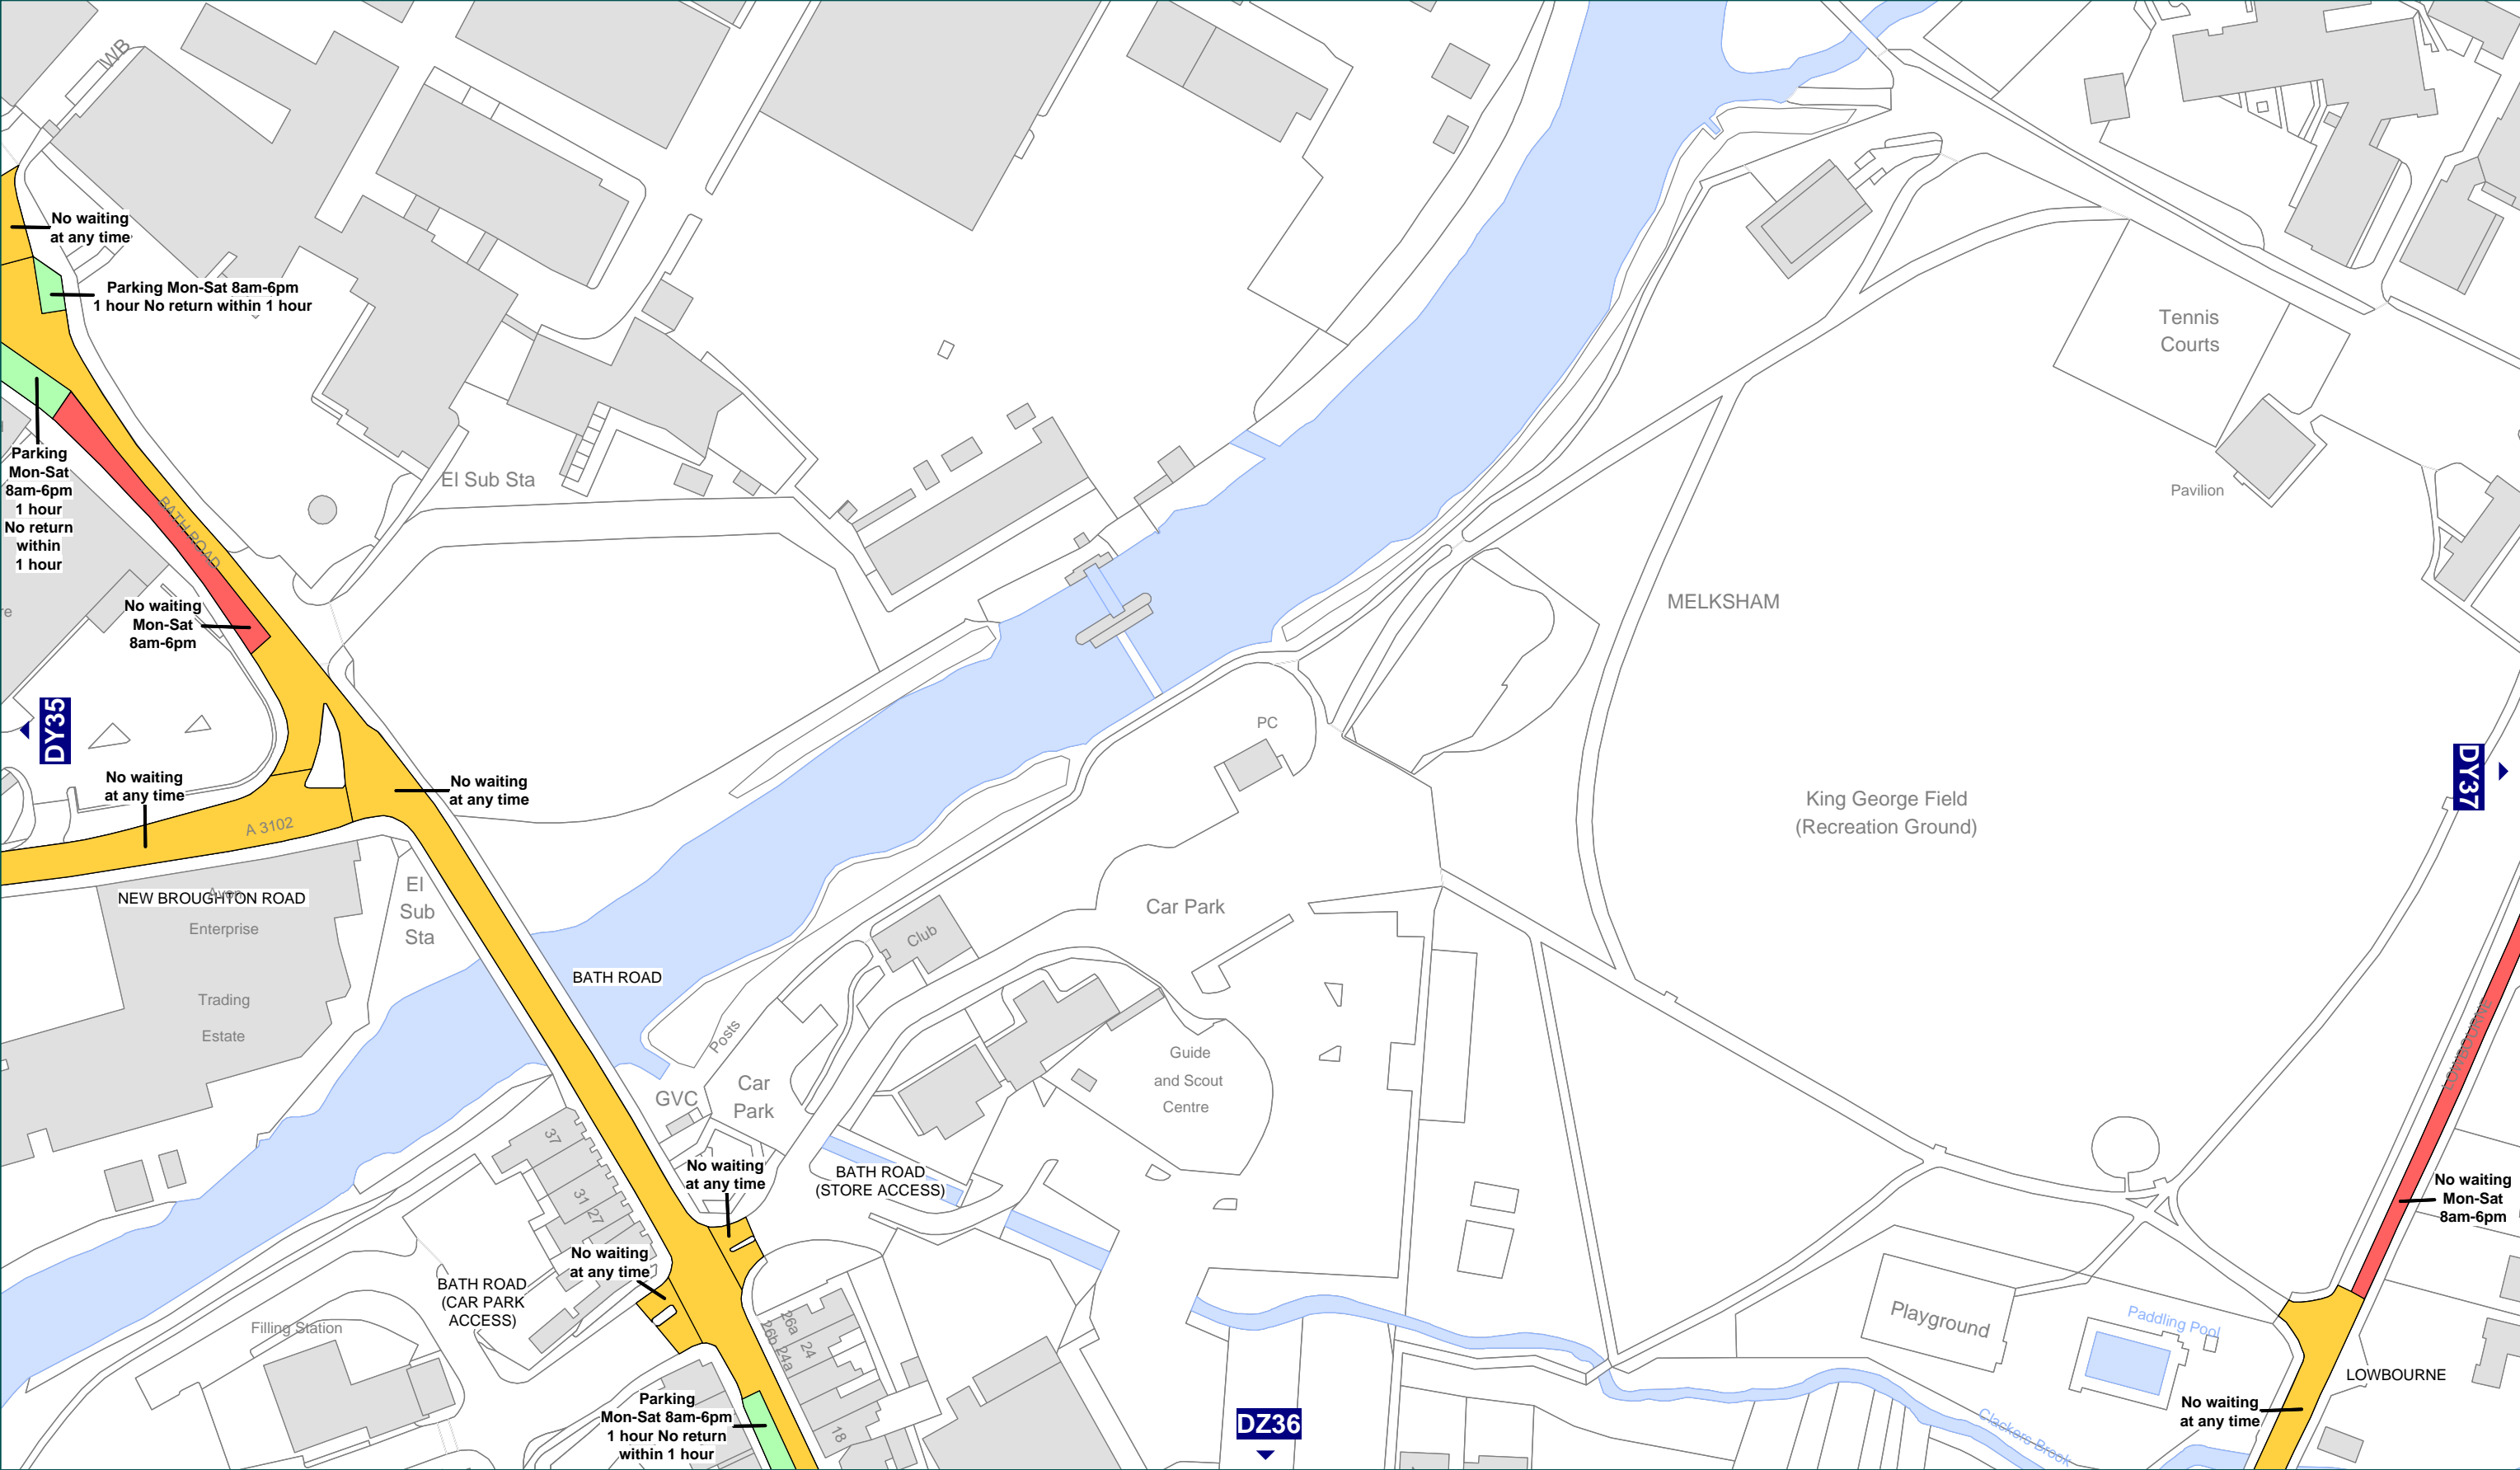 WB
No waiting
at any time
Parking Mon-Sat 8am-6pm
1 hour No return within 1 hour
Parking
Mon-Sat
8am-6pm
1 hour
No return
within
1 hour
BATH ROAD
El Sub Sta
No waiting
Mon-Sat
8am-6pm
DY35
No waiting
at any time
A 3102
No waiting
at any time
NEW BROUGHTON ROAD
Avon
Enterprise
Trading
Estate
El
Sub
Sta
BATH ROAD
Posts
GVC
Car
Park
Club
Car Park
PC
Guide
and Scout
Centre
MELKSHAM
King George Field
(Recreation Ground)
Tennis
Courts
Pavilion
DY37
LOWBOURNE
No waiting
Mon-Sat
8am-6pm
37
31
27
No waiting
at any time
BATH ROAD
(STORE ACCESS)
No waiting
at any time
BATH ROAD
(CAR PARK
ACCESS)
Filling Station
26a
26b
24
24a
18
Parking
Mon-Sat 8am-6pm
1 hour No return
within 1 hour
DZ36
Playground
Paddling Pool
Clackers Brook
LOWBOURNE
No waiting
at any time